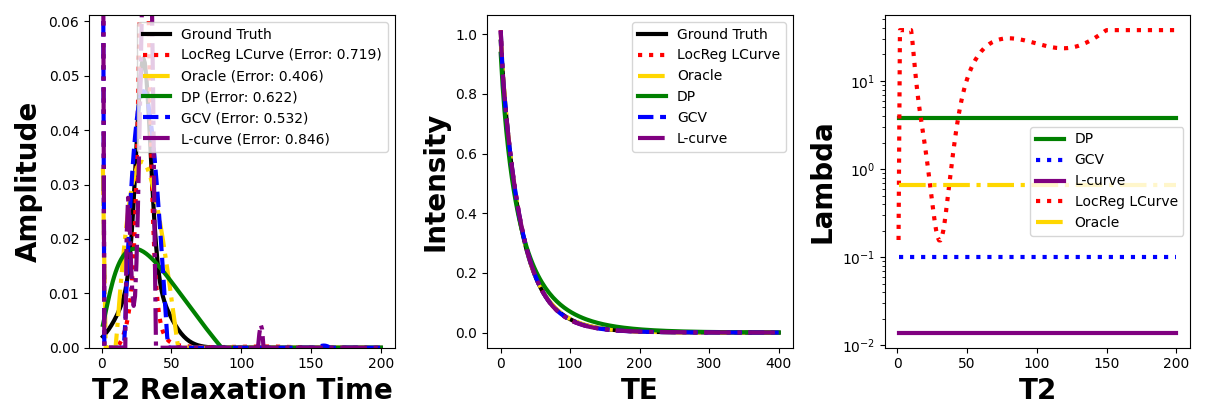 0.06
0.05
0.04
0.03
0.02
0.01
0.00
0
50
100
150
200
Amplitude
T2 Relaxation Time
Ground Truth
LocReg LCurve (Error: 0.719)
Oracle (Error: 0.406)
DP (Error: 0.622)
GCV (Error: 0.532)
L-curve (Error: 0.846)
1.0
0.8
0.6
0.4
0.2
0.0
0
100
200
300
400
Intensity
TE
Ground Truth
LocReg LCurve
Oracle
DP
GCV
L-curve
10^1
10^0
10^-1
10^-2
0
50
100
150
200
Lambda
T2
DP
GCV
L-curve
LocReg LCurve
Oracle